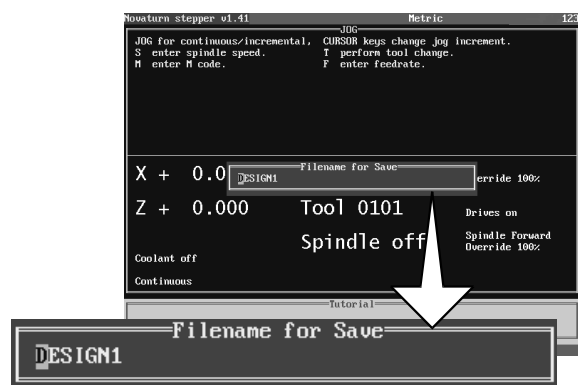 Novaturn stepper v1.41 Metric 123
JOG
JOG for continuous/incremental, CURSOR keys change jog increment.
S enter spindle speed. T perform tool change.
M enter M code. F enter feedrate.
Filename for Save
DESIGN1
X + 0.0 erride 100%
Z + 0.000 Tool 0101 Drives on
Spindle off Spindle Forward
Override 100%
Coolant off
Continuous
Tutorial
Filename for Save
DESIGN1